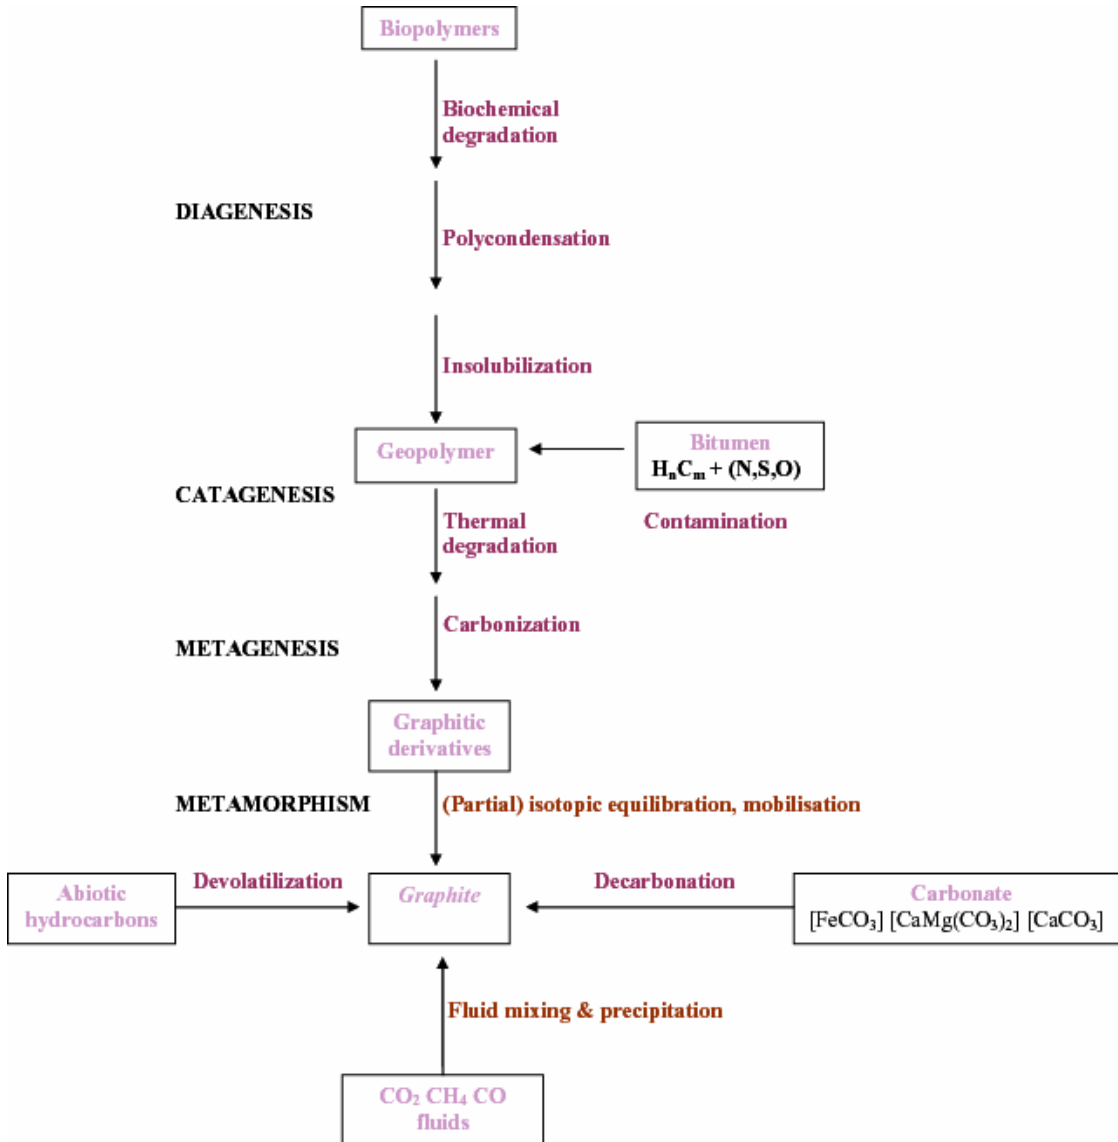 Biopolymers
Biochemical
degradation
DIAGENESIS
Polycondensation
Insolubilization
Geopolymer
Bitumen
HₙCₘ + (N,S,O)
CATAGENESIS
Thermal
degradation
Contamination
Carbonization
METAGENESIS
Graphitic
derivatives
METAMORPHISM
(Partial) isotopic equilibration, mobilisation
Abiotic
hydrocarbons
Devolatilization
Graphite
Decarbonation
Carbonate
[FeCO₃] [CaMg(CO₃)₂] [CaCO₃]
Fluid mixing & precipitation
CO₂ CH₄ CO
fluids